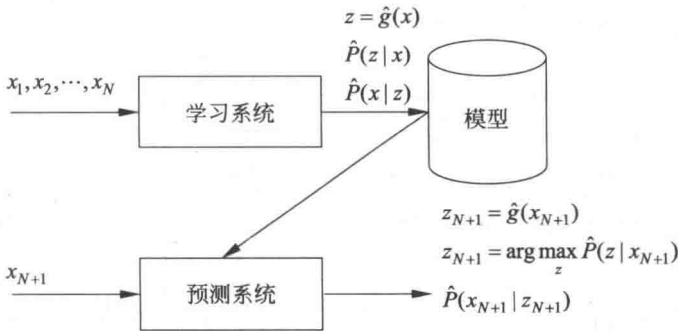 z = ĝ(x)
P̂(z|x)
P̂(x|z)
x₁, x₂, ⋯, x_N
学习系统
模型
z_{N+1} = ĝ(x_{N+1})
z_{N+1} = arg max_z P̂(z|x_{N+1})
x_{N+1}
预测系统
P̂(x_{N+1}|z_{N+1})